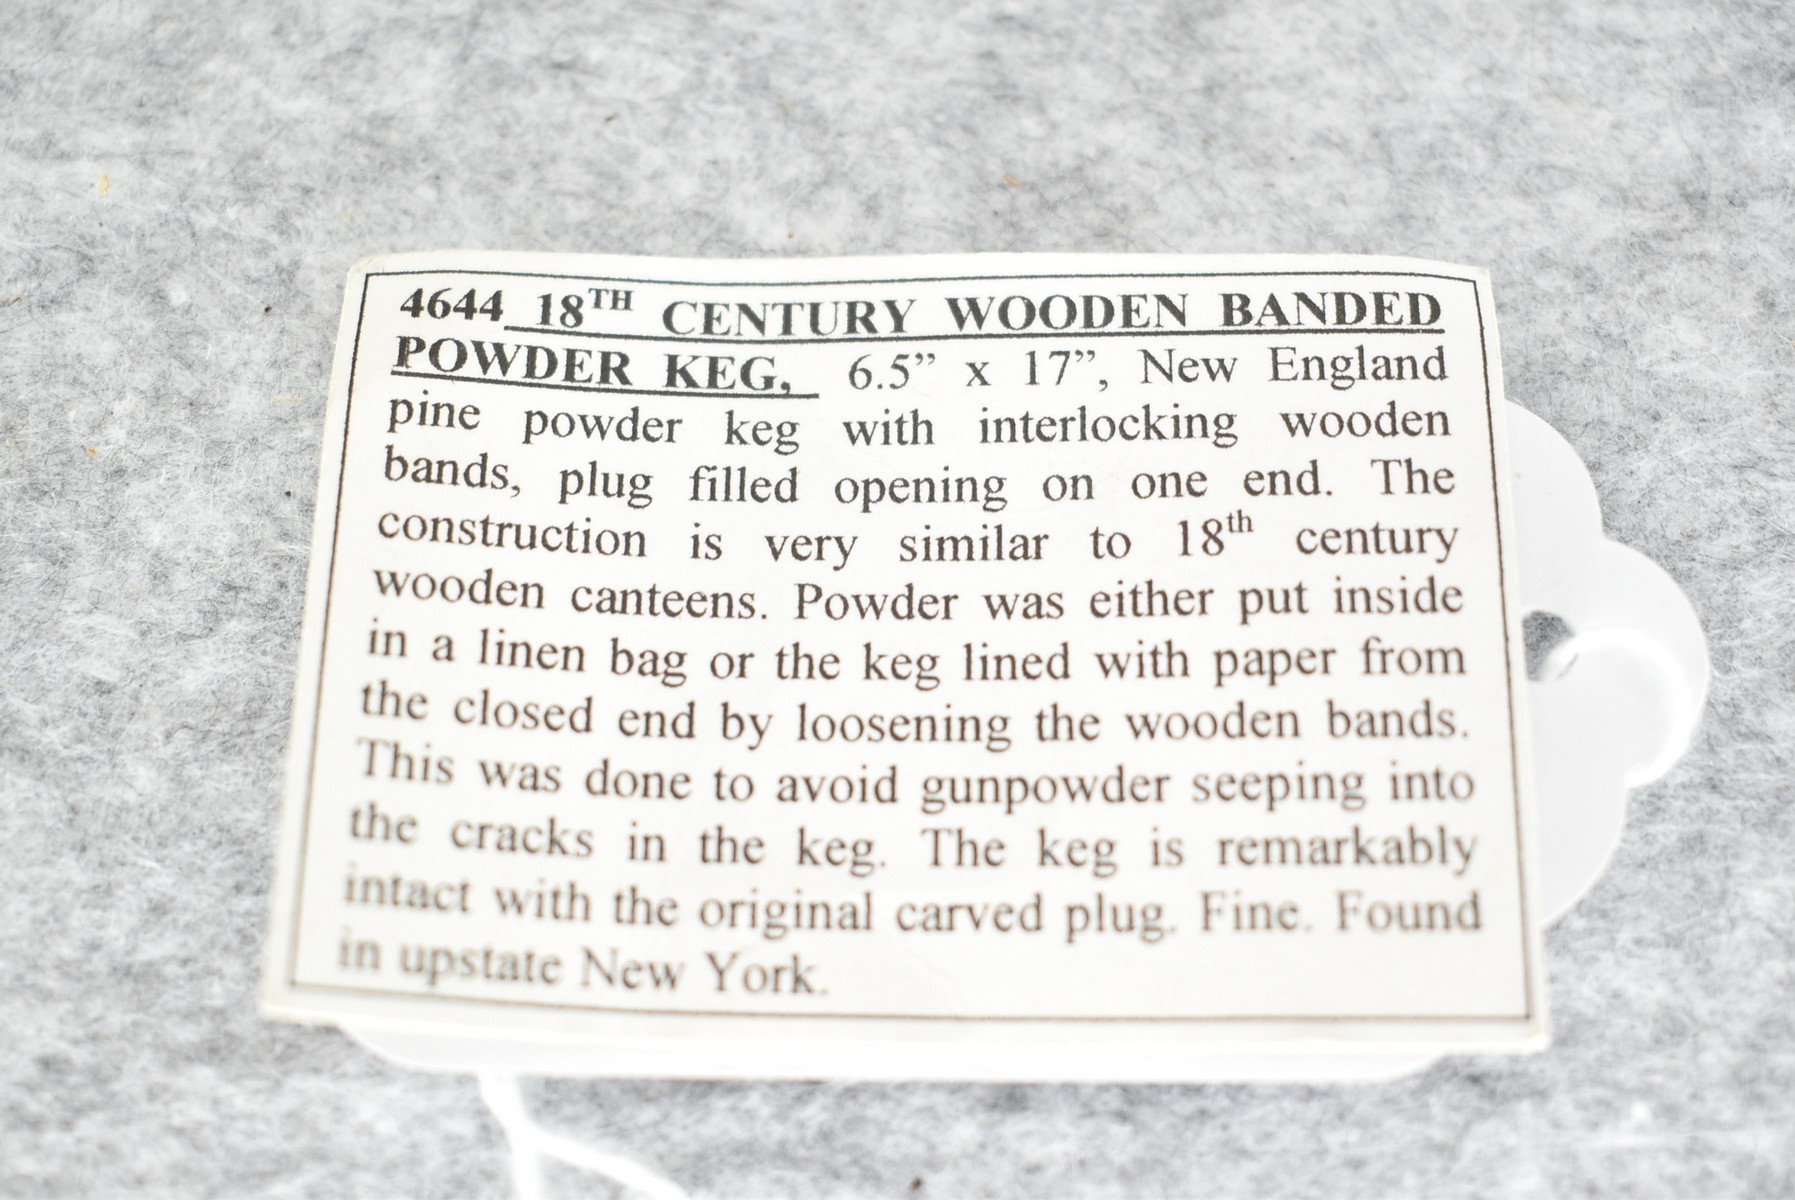 4644 18TH CENTURY WOODEN BANDED
POWDER KEG, 6.5” x 17”, New England
pine powder keg with interlocking wooden
bands, plug filled opening on one end. The
construction is very similar to 18th century
wooden canteens. Powder was either put inside
in a linen bag or the keg lined with paper from
the closed end by loosening the wooden bands.
This was done to avoid gunpowder seeping into
the cracks in the keg. The keg is remarkably
intact with the original carved plug. Fine. Found
in upstate New York.